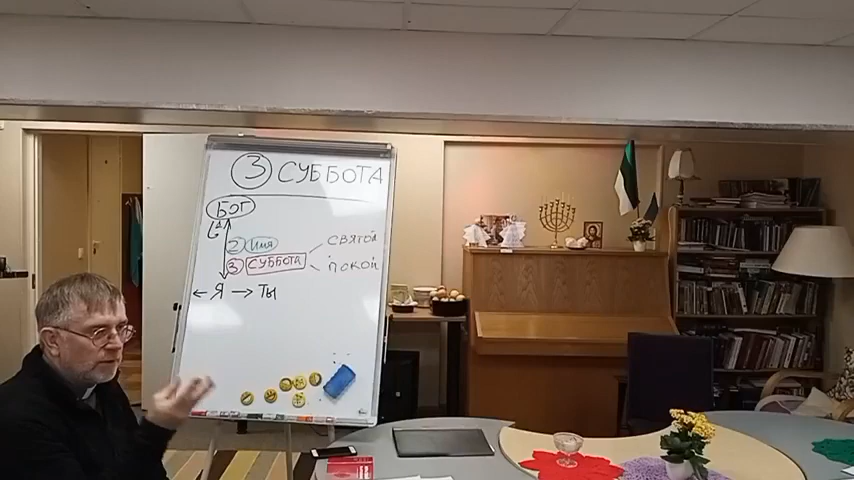 ③ СУББОТА
БОГ
② Имя
③ СУББОТА
СВЯТОЙ
ПОКОЙ
← Я → ТЫ